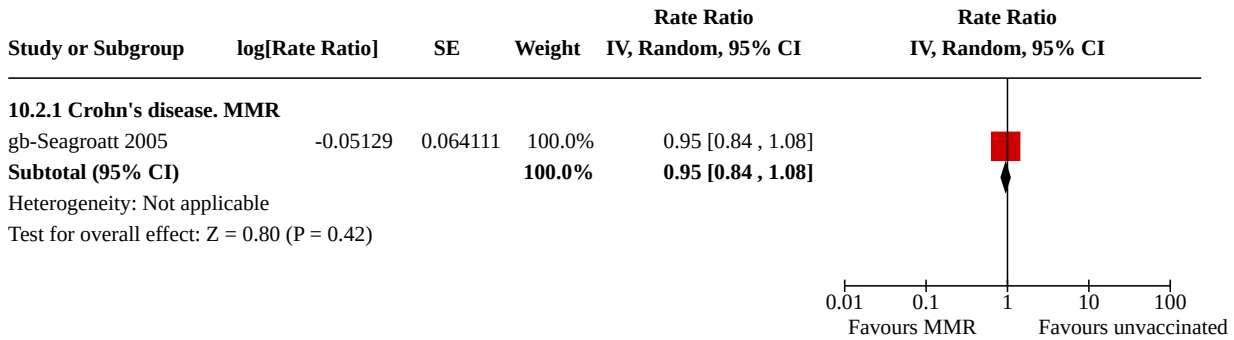 Rate Ratio Rate Ratio
Study or Subgroup log[Rate Ratio] SE Weight IV, Random, 95% CI IV, Random, 95% CI
10.2.1 Crohn's disease. MMR
gb-Seagroatt 2005 -0.05129 0.064111 100.0% 0.95 [0.84 , 1.08]
Subtotal (95% CI) 100.0% 0.95 [0.84 , 1.08]
Heterogeneity: Not applicable
Test for overall effect: Z = 0.80 (P = 0.42)
0.01 0.1 1 10 100
Favours MMR Favours unvaccinated